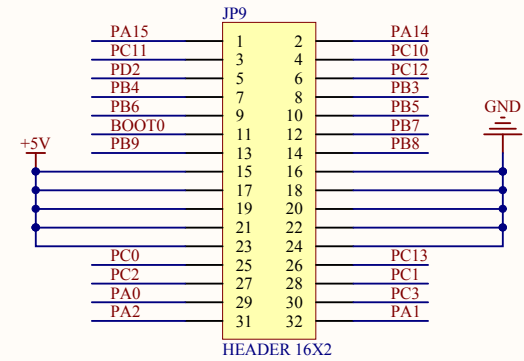 JP9
PA15 1 2 PA14
PC11 3 4 PC10
PD2 5 6 PC12
PB4 7 8 PB3
PB6 9 10 PB5
BOOT0 11 12 PB7
PB9 13 14 PB8
+5V 15 16 GND
17 18
19 20
21 22
23 24
PC0 25 26 PC13
PC2 27 28 PC1
PA0 29 30 PC3
PA2 31 32 PA1
HEADER 16X2